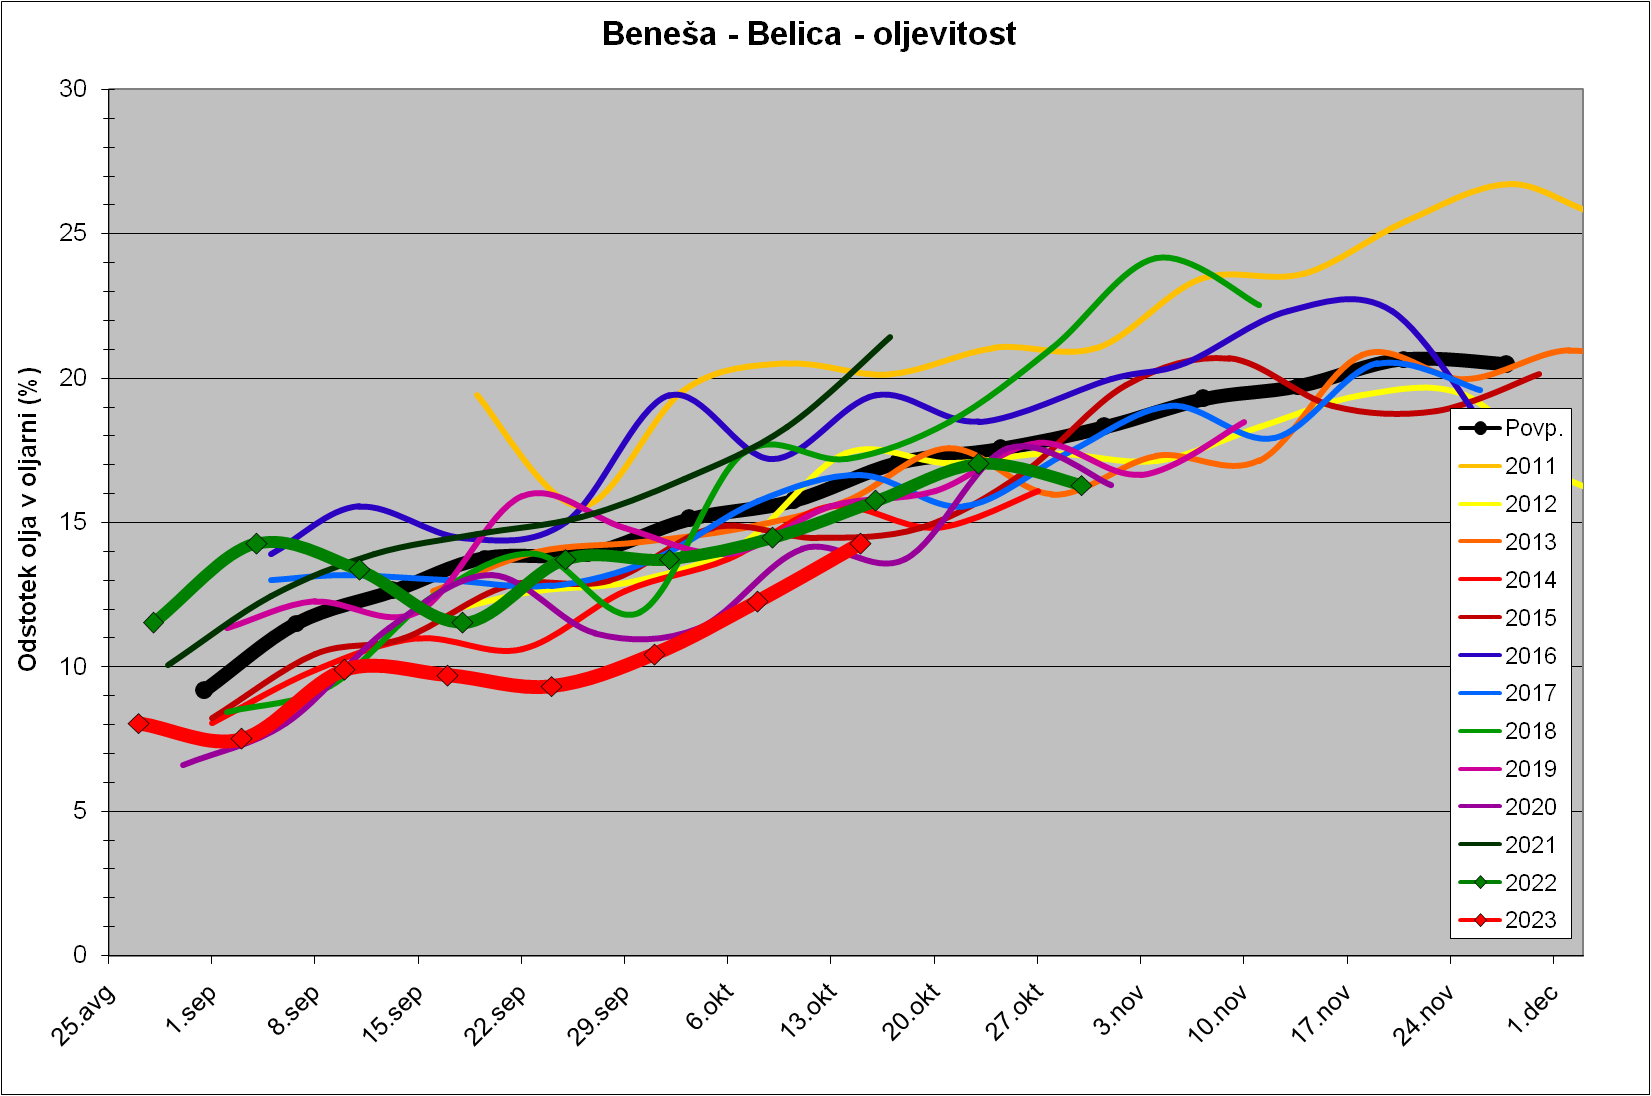 Beneša - Belica - oljevitost
Odstotek olja v oljarni (%)
30
25
20
15
10
5
0
25.avg
1.sep
8.sep
15.sep
22.sep
29.sep
6.okt
13.okt
20.okt
27.okt
3.nov
10.nov
17.nov
24.nov
1.dec
Povp.
2011
2012
2013
2014
2015
2016
2017
2018
2019
2020
2021
2022
2023